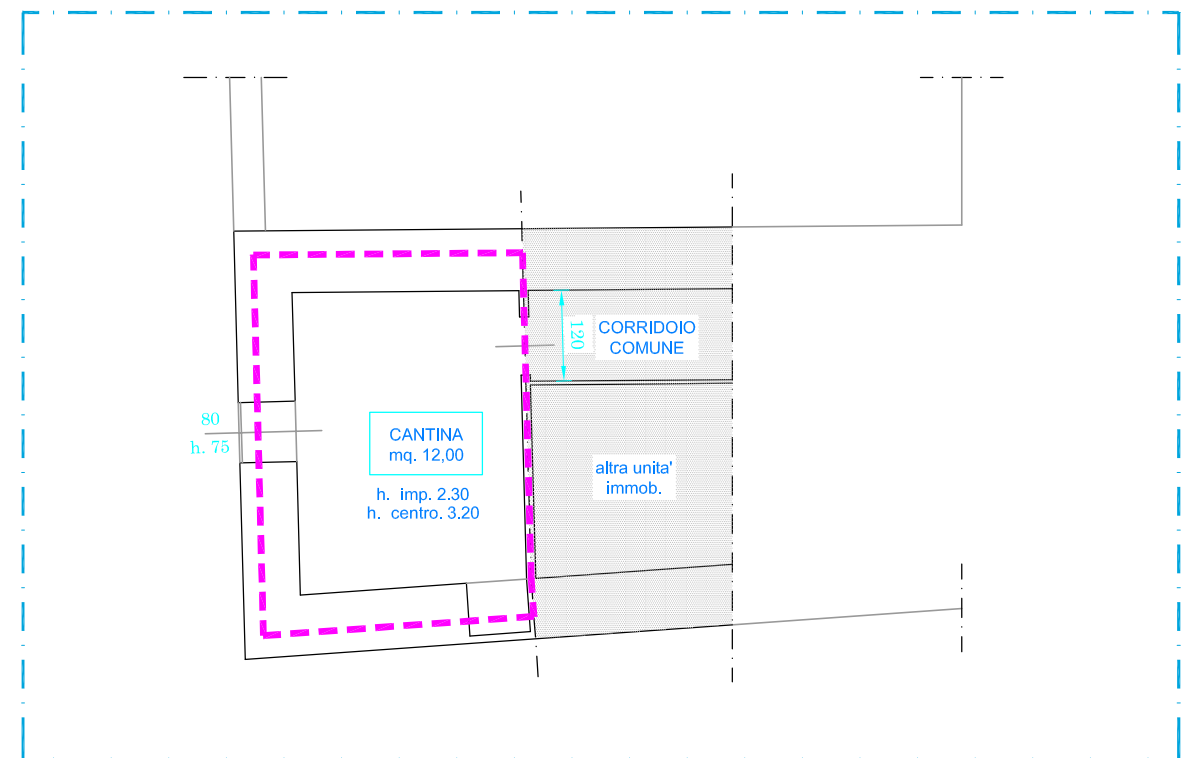 120
CORRIDOIO
COMUNE
80
h. 75
CANTINA
mq. 12,00
h. imp. 2.30
h. centro. 3.20
altra unita'
immob.